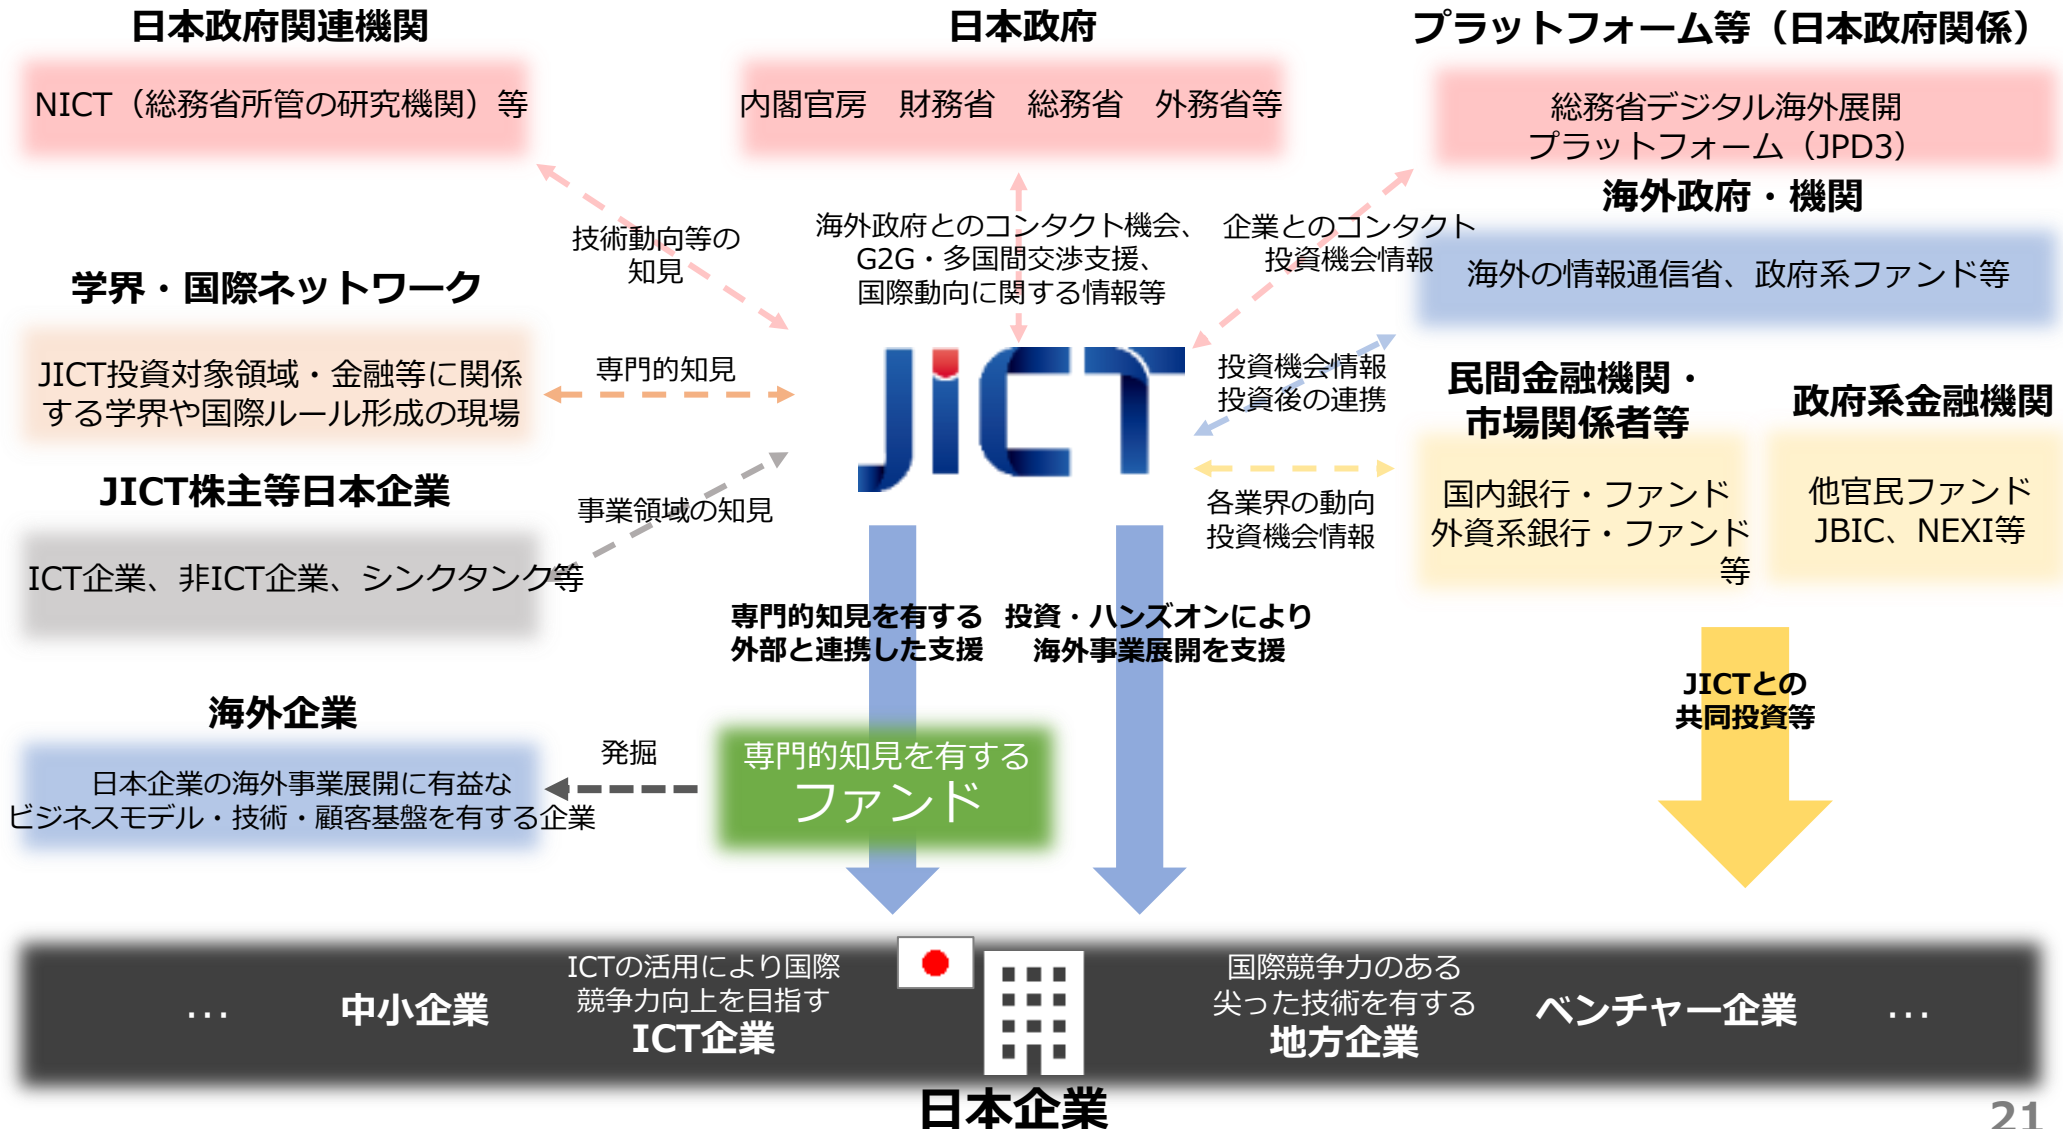 日本政府関連機関
NICT（総務省所管の研究機関）等
日本政府
内閣官房　財務省　総務省　外務省等
プラットフォーム等（日本政府関係）
総務省デジタル海外展開
プラットフォーム（JPD3）
海外政府・機関
海外の情報通信省、政府系ファンド等
技術動向等の
知見
海外政府とのコンタクト機会、
G2G・多国間交渉支援、
国際動向に関する情報等
企業とのコンタクト
投資機会情報
学界・国際ネットワーク
JICT投資対象領域・金融等に関係
する学界や国際ルール形成の現場
専門的知見
JICT
投資機会情報
投資後の連携
民間金融機関・
市場関係者等
国内銀行・ファンド
外資系銀行・ファンド
等
政府系金融機関
他官民ファンド
JBIC、NEXI等
JICT株主等日本企業
ICT企業、非ICT企業、シンクタンク等
事業領域の知見
各業界の動向
投資機会情報
専門的知見を有する
外部と連携した支援
投資・ハンズオンにより
海外事業展開を支援
JICTとの
共同投資等
海外企業
日本企業の海外事業展開に有益な
ビジネスモデル・技術・顧客基盤を有する企業
発掘
専門的知見を有する
ファンド
…
中小企業
ICTの活用により国際
競争力向上を目指す
ICT企業
国際競争力のある
尖った技術を有する
地方企業
ベンチャー企業
…
日本企業
21